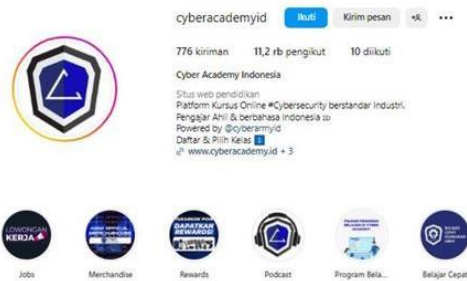 cyberacademyid Ikuti Kirim pesan
776 kiriman 11,2 rb pengikut 10 diikuti
Cyber Academy Indonesia
Situs web pendidikan
Platform Kursus Online #Cybersecurity berstandar Industri.
Pengajar Ahli & berbahasa Indonesia 🇮🇩
Powered by @cyberarmyid
Daftar & Pilih Kelas ⬇️
www.cyberacademy.id + 3
LOWONGAN
KERJA
DAPATKAN
REWARDS!
Jobs Merchandise Rewards Podcast Program Bela... Belajar Cepat